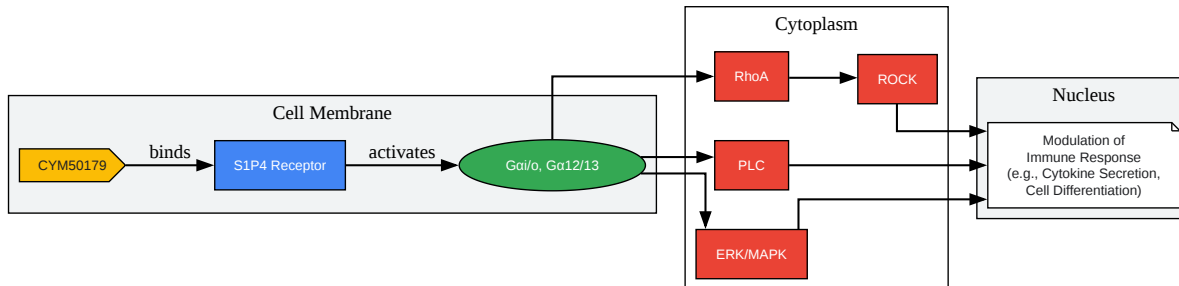 Cell Membrane
CYM50179
binds
S1P4 Receptor
activates
Gαi/o, Gα12/13
Cytoplasm
RhoA
ROCK
PLC
ERK/MAPK
Nucleus
Modulation of
Immune Response
(e.g., Cytokine Secretion,
Cell Differentiation)